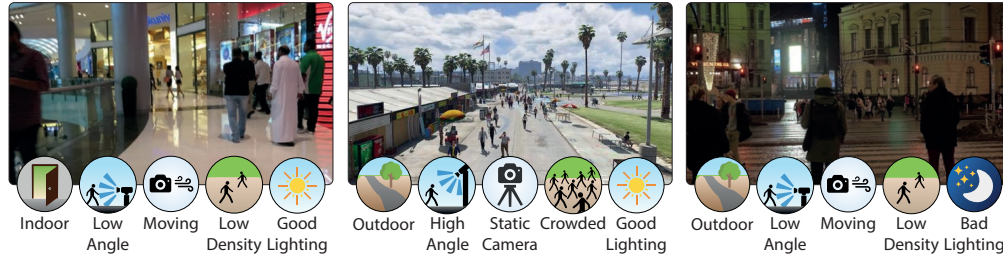 Indoor
Low
Angle
Moving
Low
Density
Good
Lighting
Outdoor
High
Angle
Static
Camera
Crowded
Good
Lighting
Outdoor
Low
Angle
Moving
Low
Density
Bad
Lighting